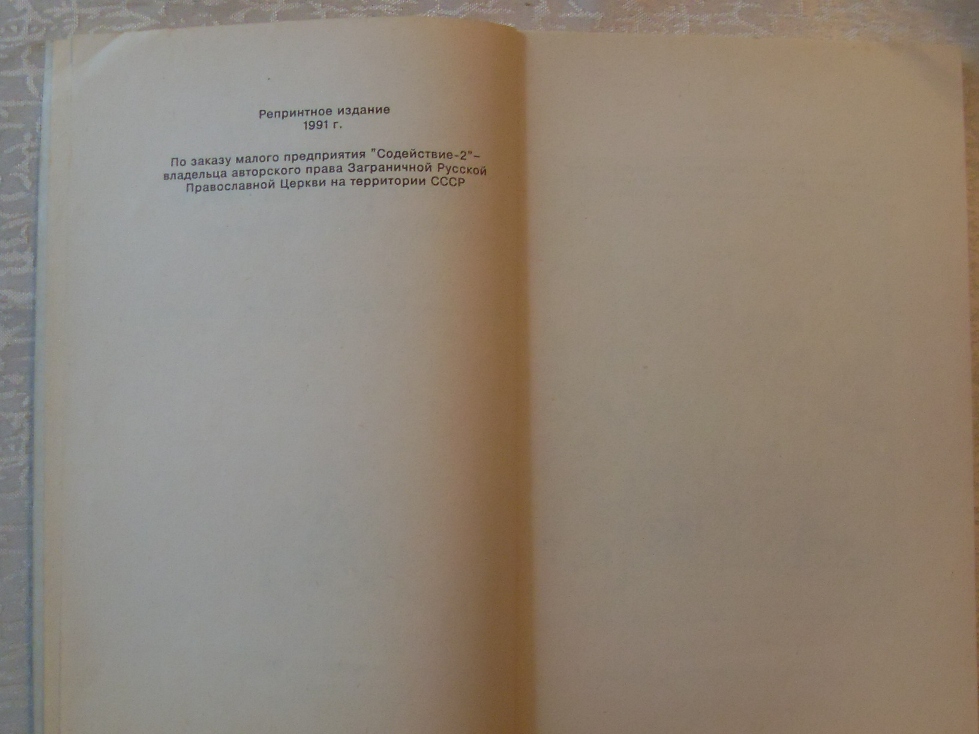 Репринтное издание
1991 г.
По заказу малого предприятия "Содействие-2"–
владельца авторского права Заграничной Русской
Православной Церкви на территории СССР